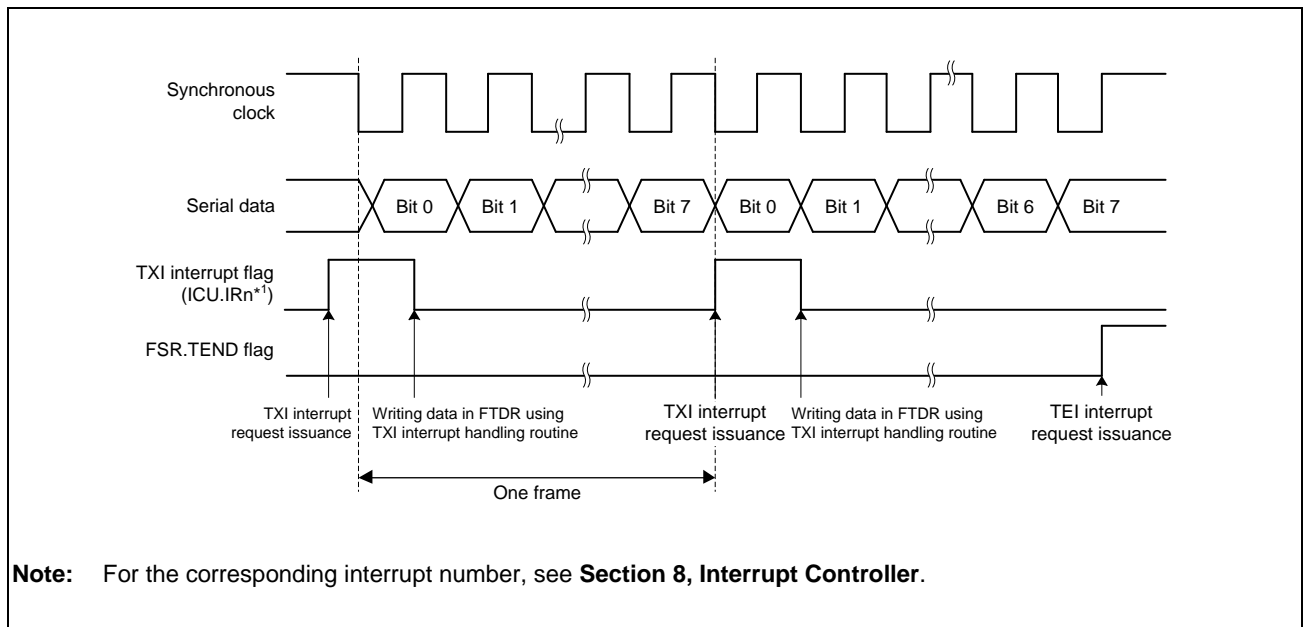 Synchronous
clock
Serial data
Bit 0 Bit 1 Bit 7 Bit 0 Bit 1 Bit 6 Bit 7
TXI interrupt flag
(ICU.IRn*1)
FSR.TEND flag
TXI interrupt
request issuance
Writing data in FTDR using
TXI interrupt handling routine
TXI interrupt
request issuance
Writing data in FTDR using
TXI interrupt handling routine
TEI interrupt
request issuance
One frame
Note: For the corresponding interrupt number, see Section 8, Interrupt Controller.